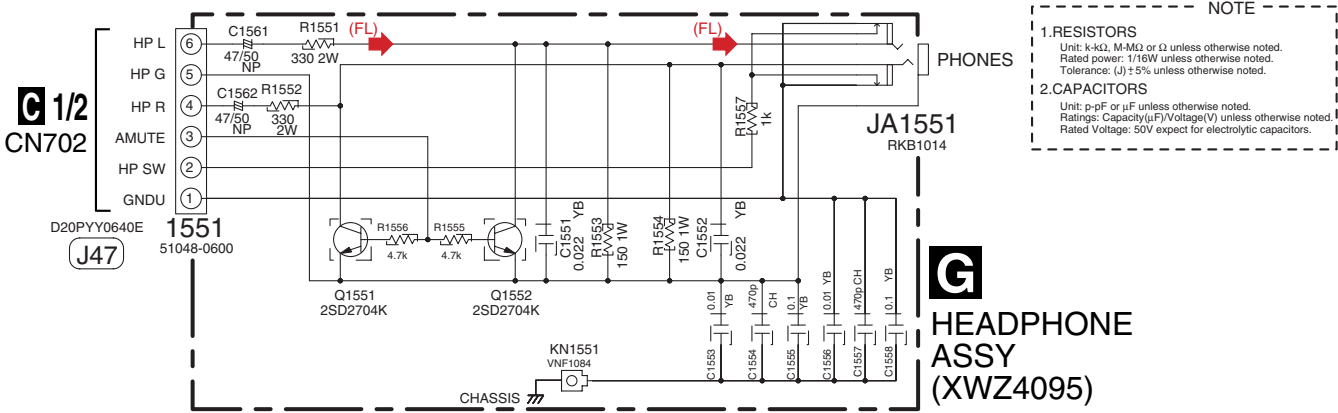 C 1/2
CN702
HP L
HP G
HP R
AMUTE
HP SW
GNDU
6
5
4
3
2
1
D20PYY0640E
J47
1551
51048-0600
C1561
47/50
NP
R1551
330 2W
(FL)
(FL)
C1562
47/50
NP
R1552
330
2W
R1557
1k
PHONES
JA1551
RKB1014
R1556
4.7k
R1555
4.7k
Q1551
2SD2704K
Q1552
2SD2704K
C1551
0.022
YB
R1553
150 1W
R1554
150 1W
C1552
0.022
YB
C1553
0.01
YB
C1554
470p
CH
C1555
0.1
YB
C1556
0.01 YB
C1557
470p CH
C1558
0.1 YB
KN1551
VNF1084
CHASSIS
G
HEADPHONE
ASSY
(XWZ4095)
NOTE
1.RESISTORS
Unit: k-kΩ, M-MΩ or Ω unless otherwise noted.
Rated power: 1/16W unless otherwise noted.
Tolerance: (J)±5% unless otherwise noted.
2.CAPACITORS
Unit: p-pF or μF unless otherwise noted.
Ratings: Capacity(μF)/Voltage(V) unless otherwise noted.
Rated Voltage: 50V expect for electrolytic capacitors.